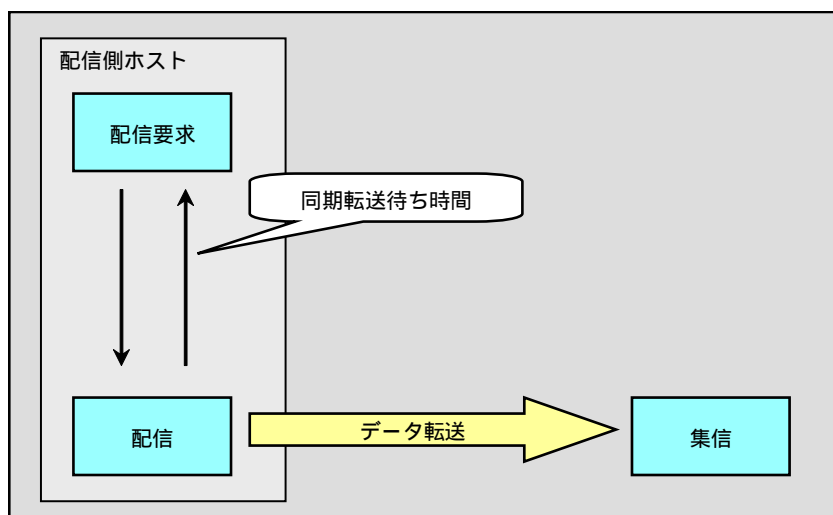 配信側ホスト
配信要求
同期転送待ち時間
配信
データ転送
集信